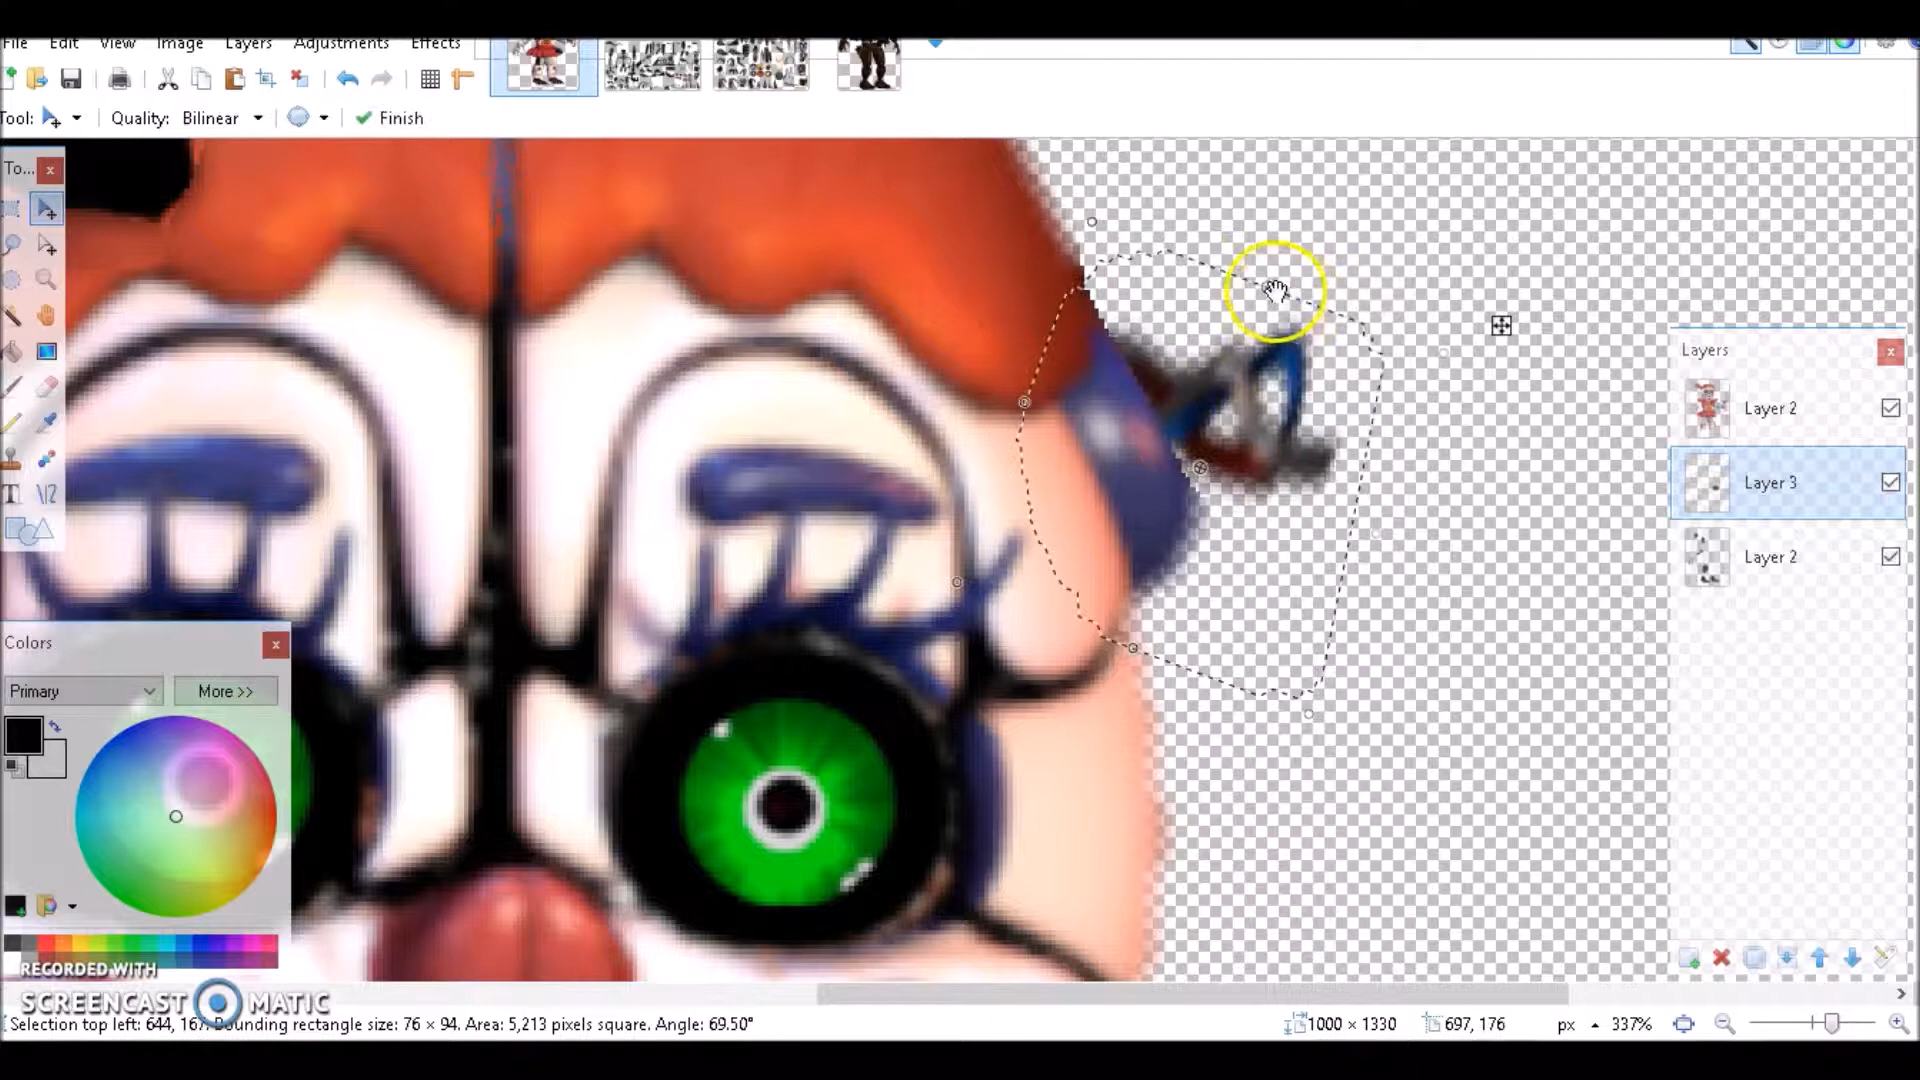 File Edit View Image Layers Adjustments Effects
Tool: Quality: Bilinear Finish
To...
Layers
Layer 2
Layer 3
Layer 2
Colors
Primary More >>
RECORDED WITH
SCREENCAST MATIC
Selection top left: 644, 167. Bounding rectangle size: 76 × 94. Area: 5,213 pixels square. Angle: 69.50° 1000 × 1330 697, 176 px 337%